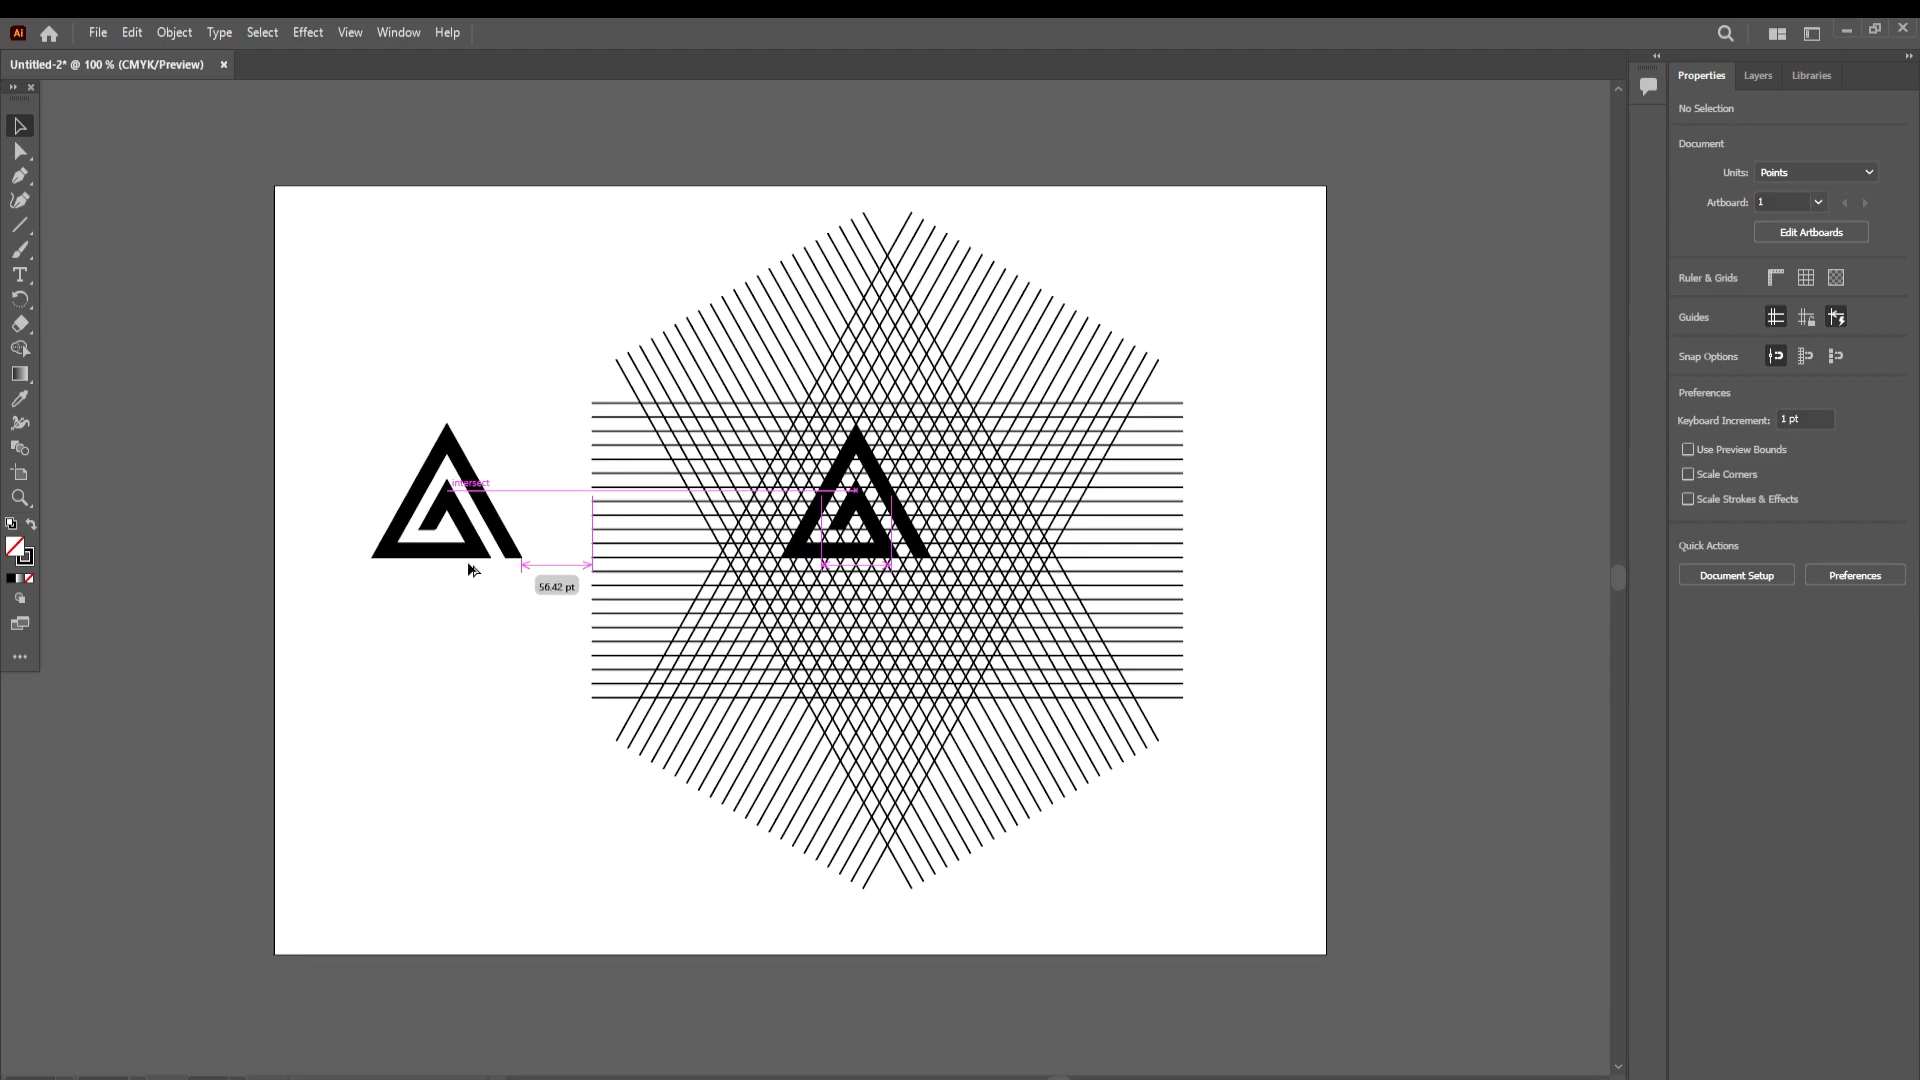 Ai
File Edit Object Type Select Effect View Window Help
Untitled-2* @ 100 % (CMYK/Preview)
Properties Layers Libraries
No Selection
Document
Units: Points
Artboard: 1
Edit Artboards
Ruler & Grids
Guides
Snap Options
Preferences
Keyboard Increment: 1 pt
Use Preview Bounds
Scale Corners
Scale Strokes & Effects
Quick Actions
Document Setup Preferences
intersect
56.42 pt